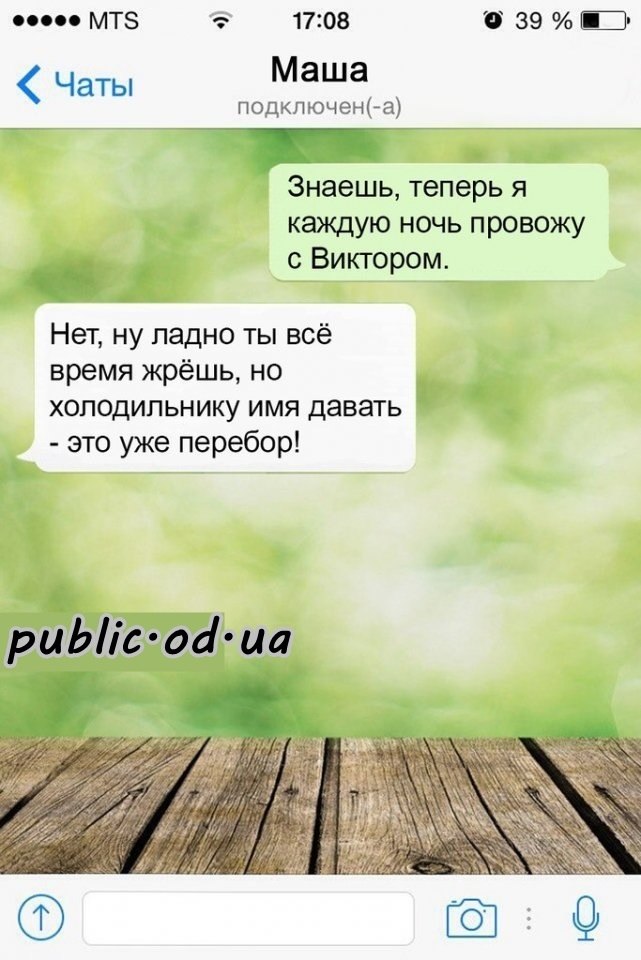 MTS 17:08 39 %
Чаты Маша
подключен(-а)
Знаешь, теперь я
каждую ночь провожу
с Виктором.
Нет, ну ладно ты всё
время жрёшь, но
холодильнику имя давать
- это уже перебор!
public•od•ua